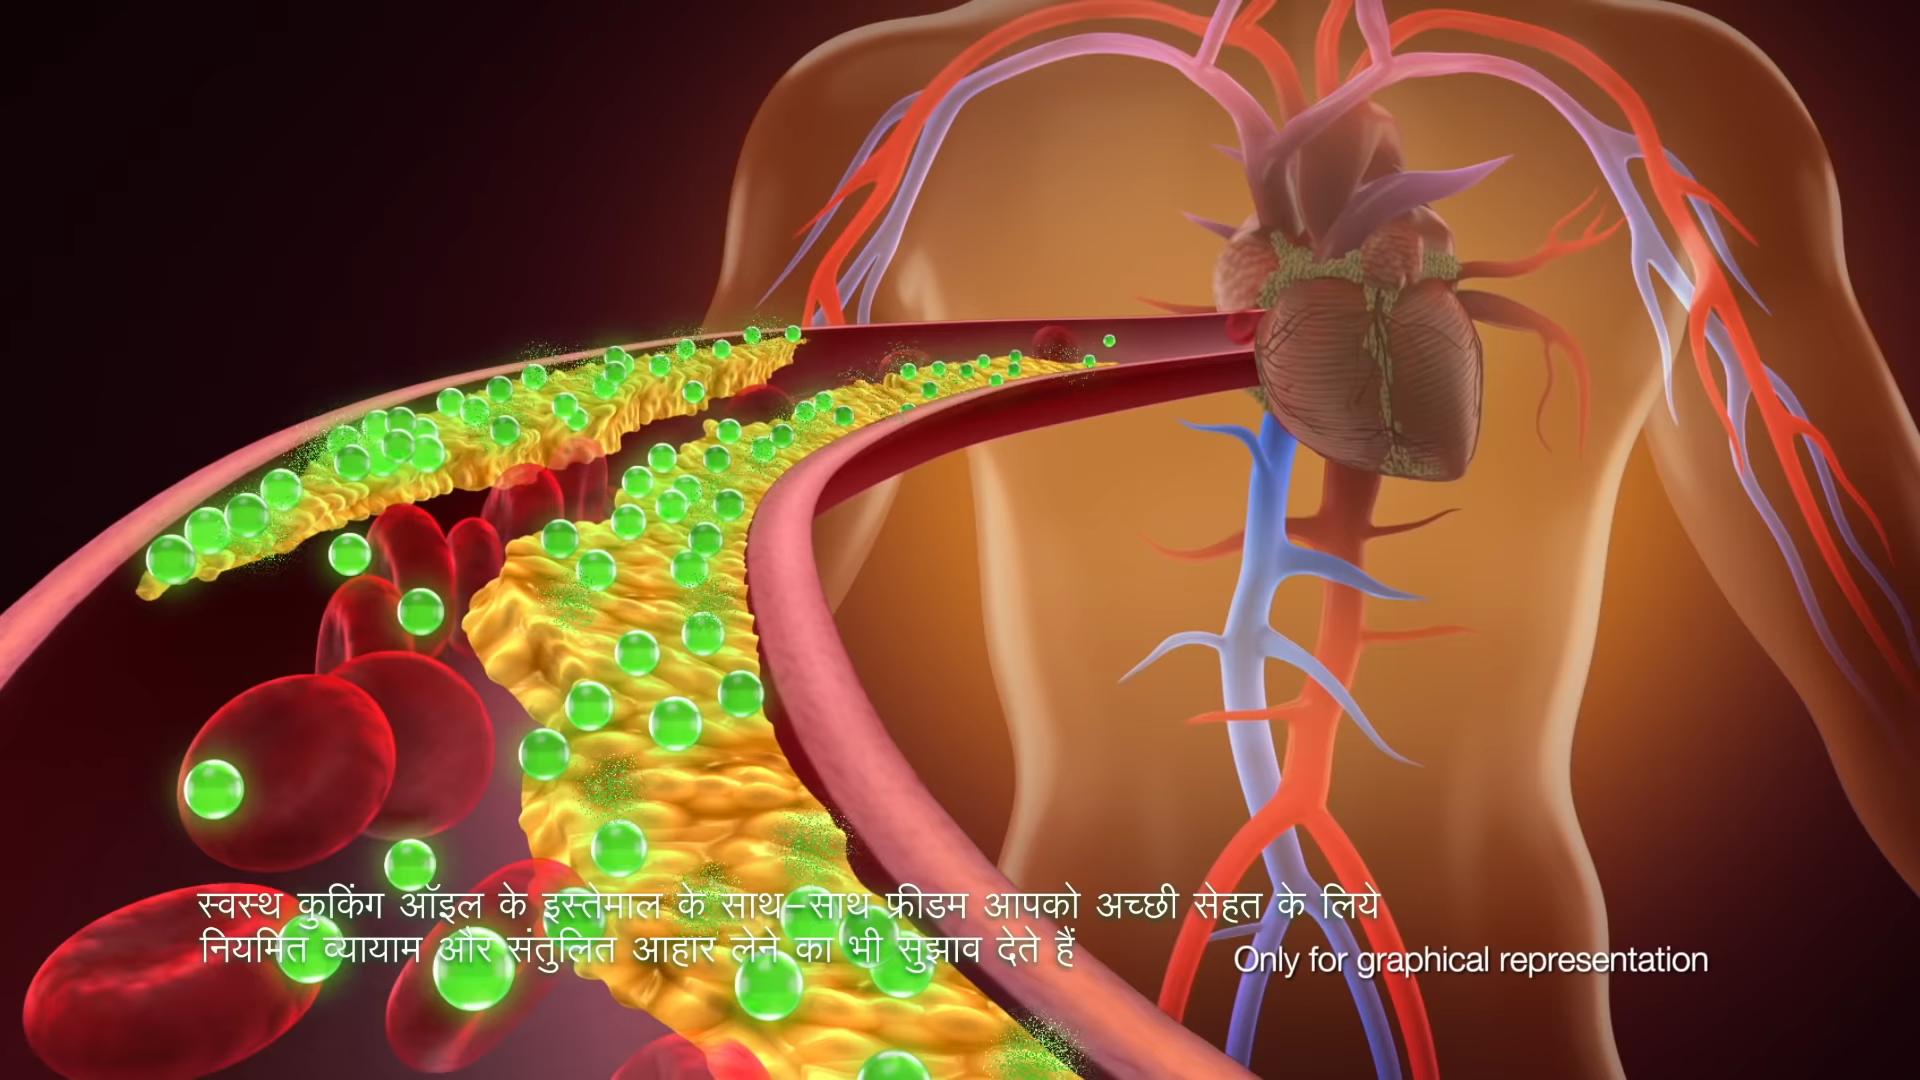 स्वस्थ कुकिंग ऑइल के इस्तेमाल के साथ-साथ फ्रीडम आपको अच्छी सेहत के लिये
नियमित व्यायाम और संतुलित आहार लेने का भी सुझाव देते हैं
Only for graphical representation